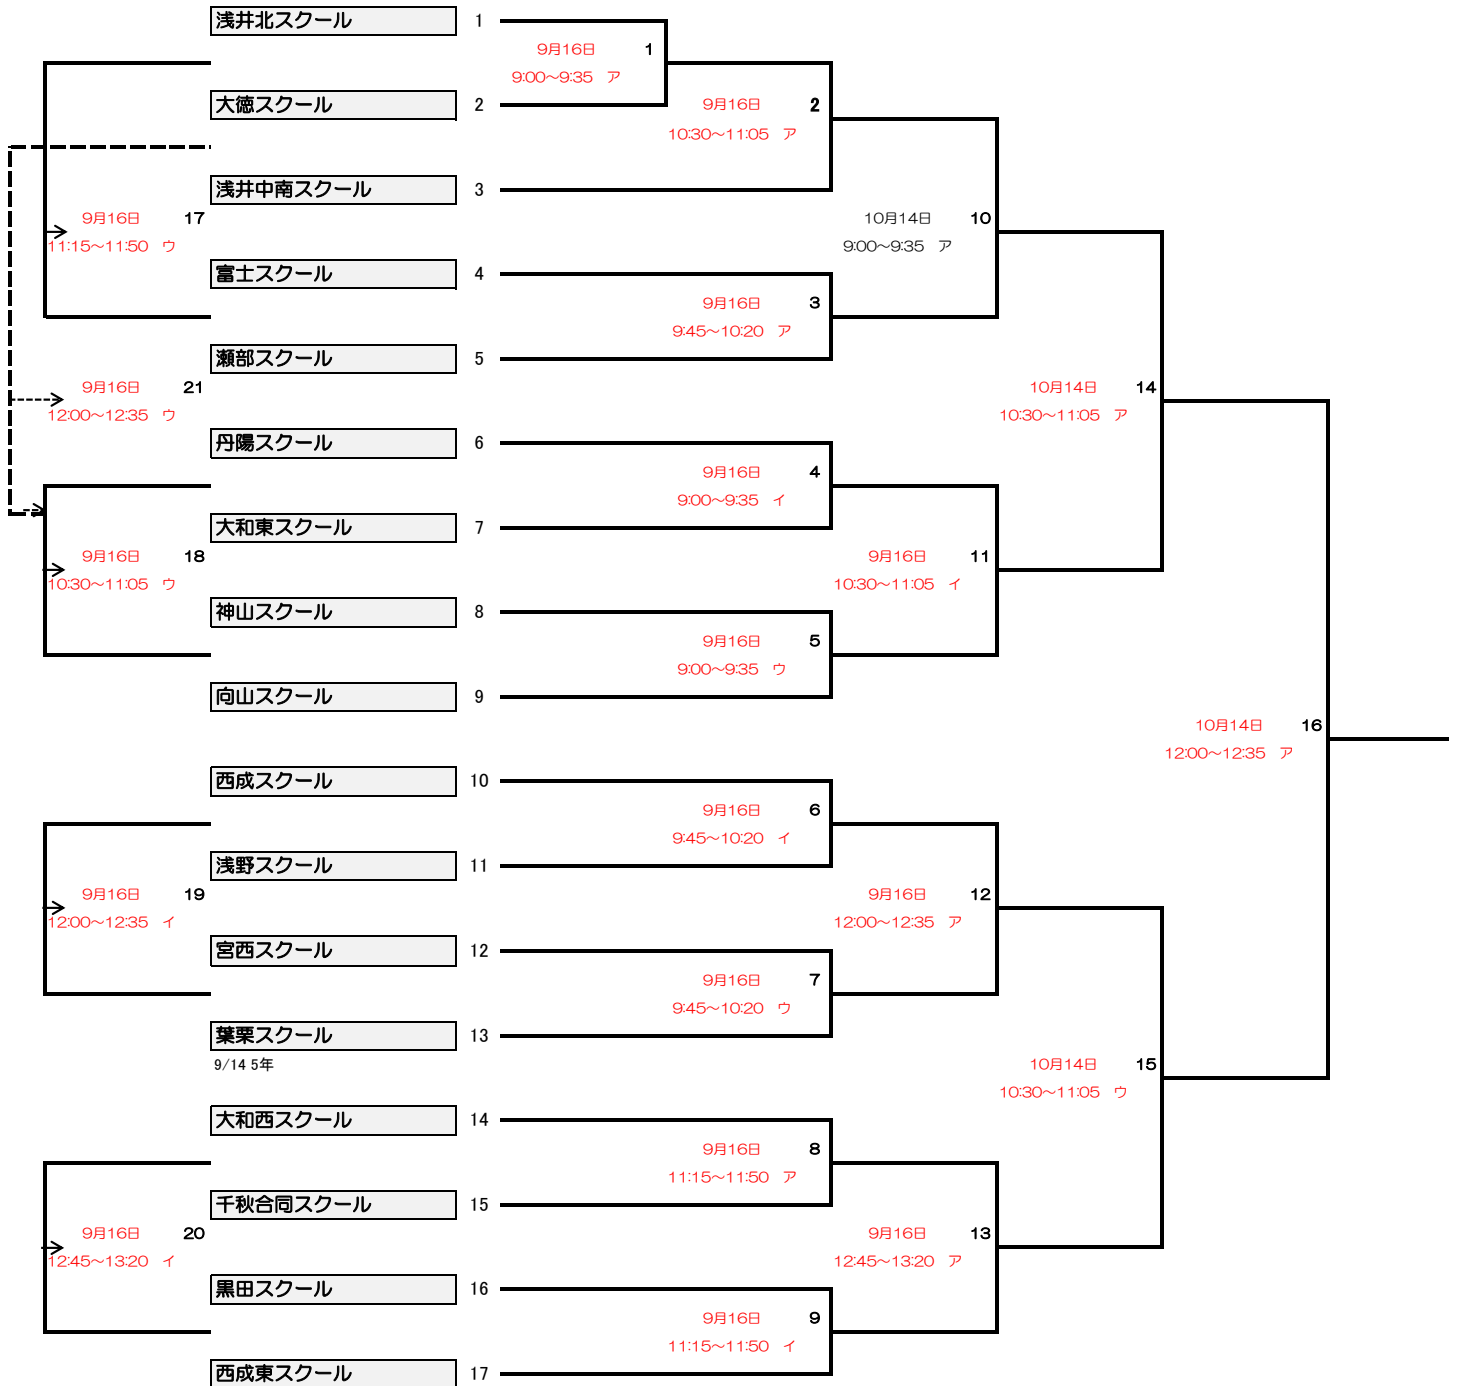 浅井北スクール 1
9月16日 1
9:00～9:35 ア
大徳スクール 2
9月16日 2
10:30～11:05 ア
浅井中南スクール 3
9月16日 17
11:15～11:50 ウ
10月14日 10
9:00～9:35 ア
富士スクール 4
9月16日 3
9:45～10:20 ア
瀬部スクール 5
9月16日 21
12:00～12:35 ウ
10月14日 14
10:30～11:05 ア
丹陽スクール 6
9月16日 4
9:00～9:35 イ
大和東スクール 7
9月16日 18
10:30～11:05 ウ
9月16日 11
10:30～11:05 イ
神山スクール 8
9月16日 5
9:00～9:35 ウ
向山スクール 9
10月14日 16
12:00～12:35 ア
西成スクール 10
9月16日 6
9:45～10:20 イ
浅野スクール 11
9月16日 19
12:00～12:35 イ
9月16日 12
12:00～12:35 ア
宮西スクール 12
9月16日 7
9:45～10:20 ウ
葉栗スクール 13
9/14 5年
10月14日 15
10:30～11:05 ウ
大和西スクール 14
9月16日 8
11:15～11:50 ア
千秋合同スクール 15
9月16日 20
12:45～13:20 イ
9月16日 13
12:45～13:20 ア
黒田スクール 16
9月16日 9
11:15～11:50 イ
西成東スクール 17